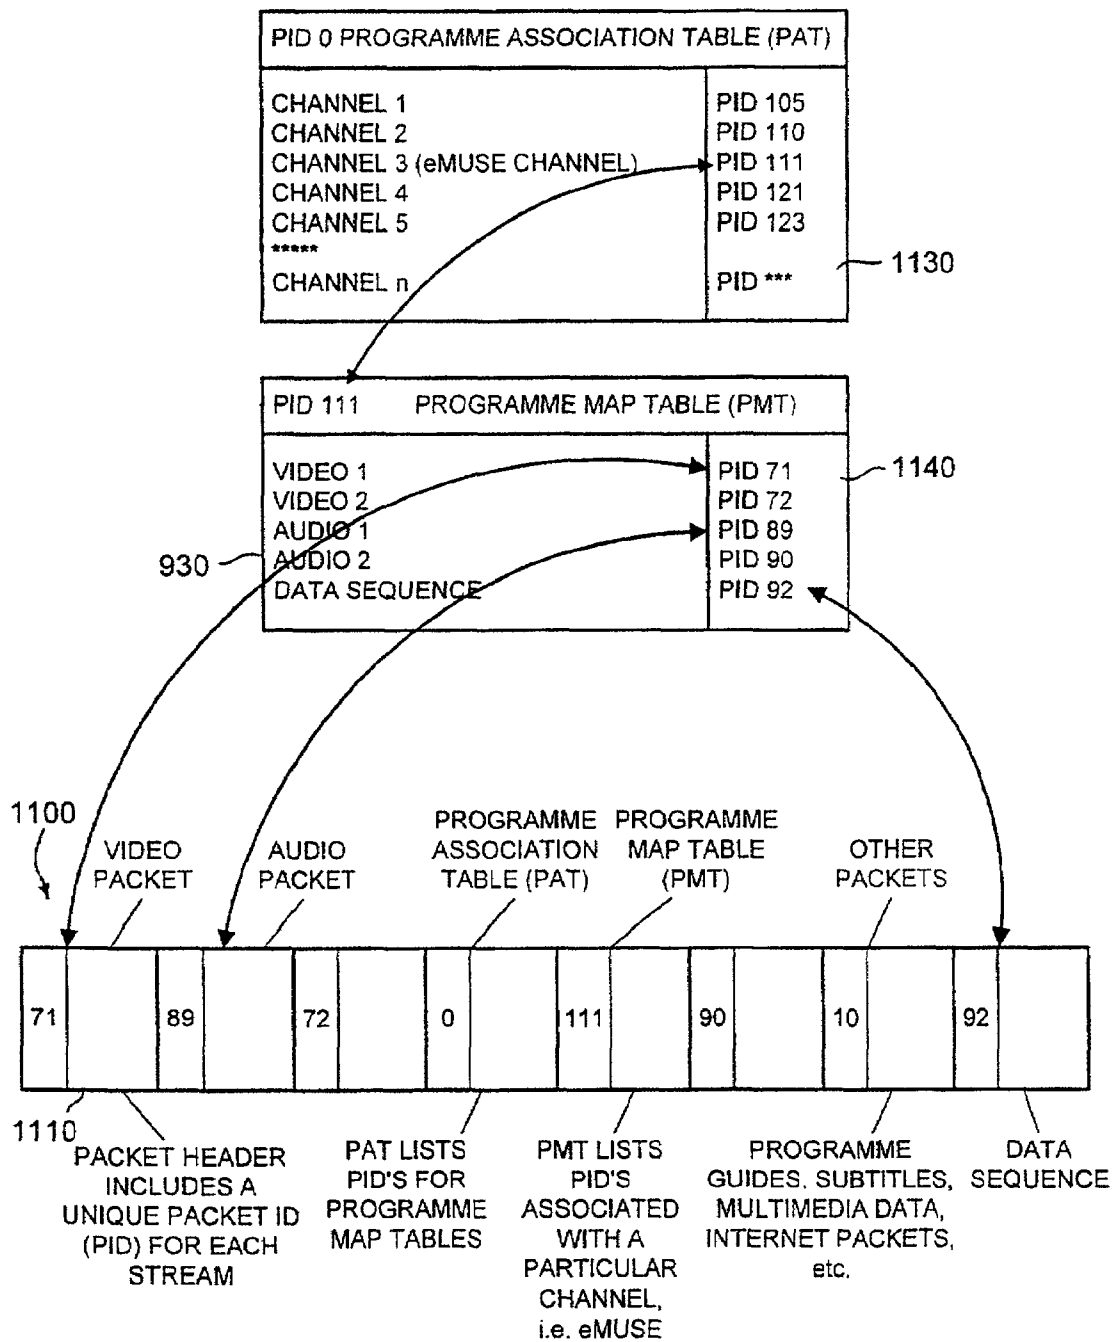 PID 0 PROGRAMME ASSOCIATION TABLE (PAT)
CHANNEL 1 PID 105
CHANNEL 2 PID 110
CHANNEL 3 (eMUSE CHANNEL) PID 111
CHANNEL 4 PID 121
CHANNEL 5 PID 123
*****
CHANNEL n PID ***
1130
PID 111 PROGRAMME MAP TABLE (PMT)
VIDEO 1 PID 71
VIDEO 2 PID 72
AUDIO 1 PID 89
AUDIO 2 PID 90
DATA SEQUENCE PID 92
1140
930
1100
VIDEO
PACKET
AUDIO
PACKET
PROGRAMME
ASSOCIATION
TABLE (PAT)
PROGRAMME
MAP TABLE
(PMT)
OTHER
PACKETS
71 89 72 0 111 90 10 92
1110
PACKET HEADER
INCLUDES A
UNIQUE PACKET ID
(PID) FOR EACH
STREAM
PAT LISTS
PID'S FOR
PROGRAMME
MAP TABLES
PMT LISTS
PID'S
ASSOCIATED
WITH A
PARTICULAR
CHANNEL,
i.e. eMUSE
PROGRAMME
GUIDES, SUBTITLES,
MULTIMEDIA DATA,
INTERNET PACKETS,
etc.
DATA
SEQUENCE